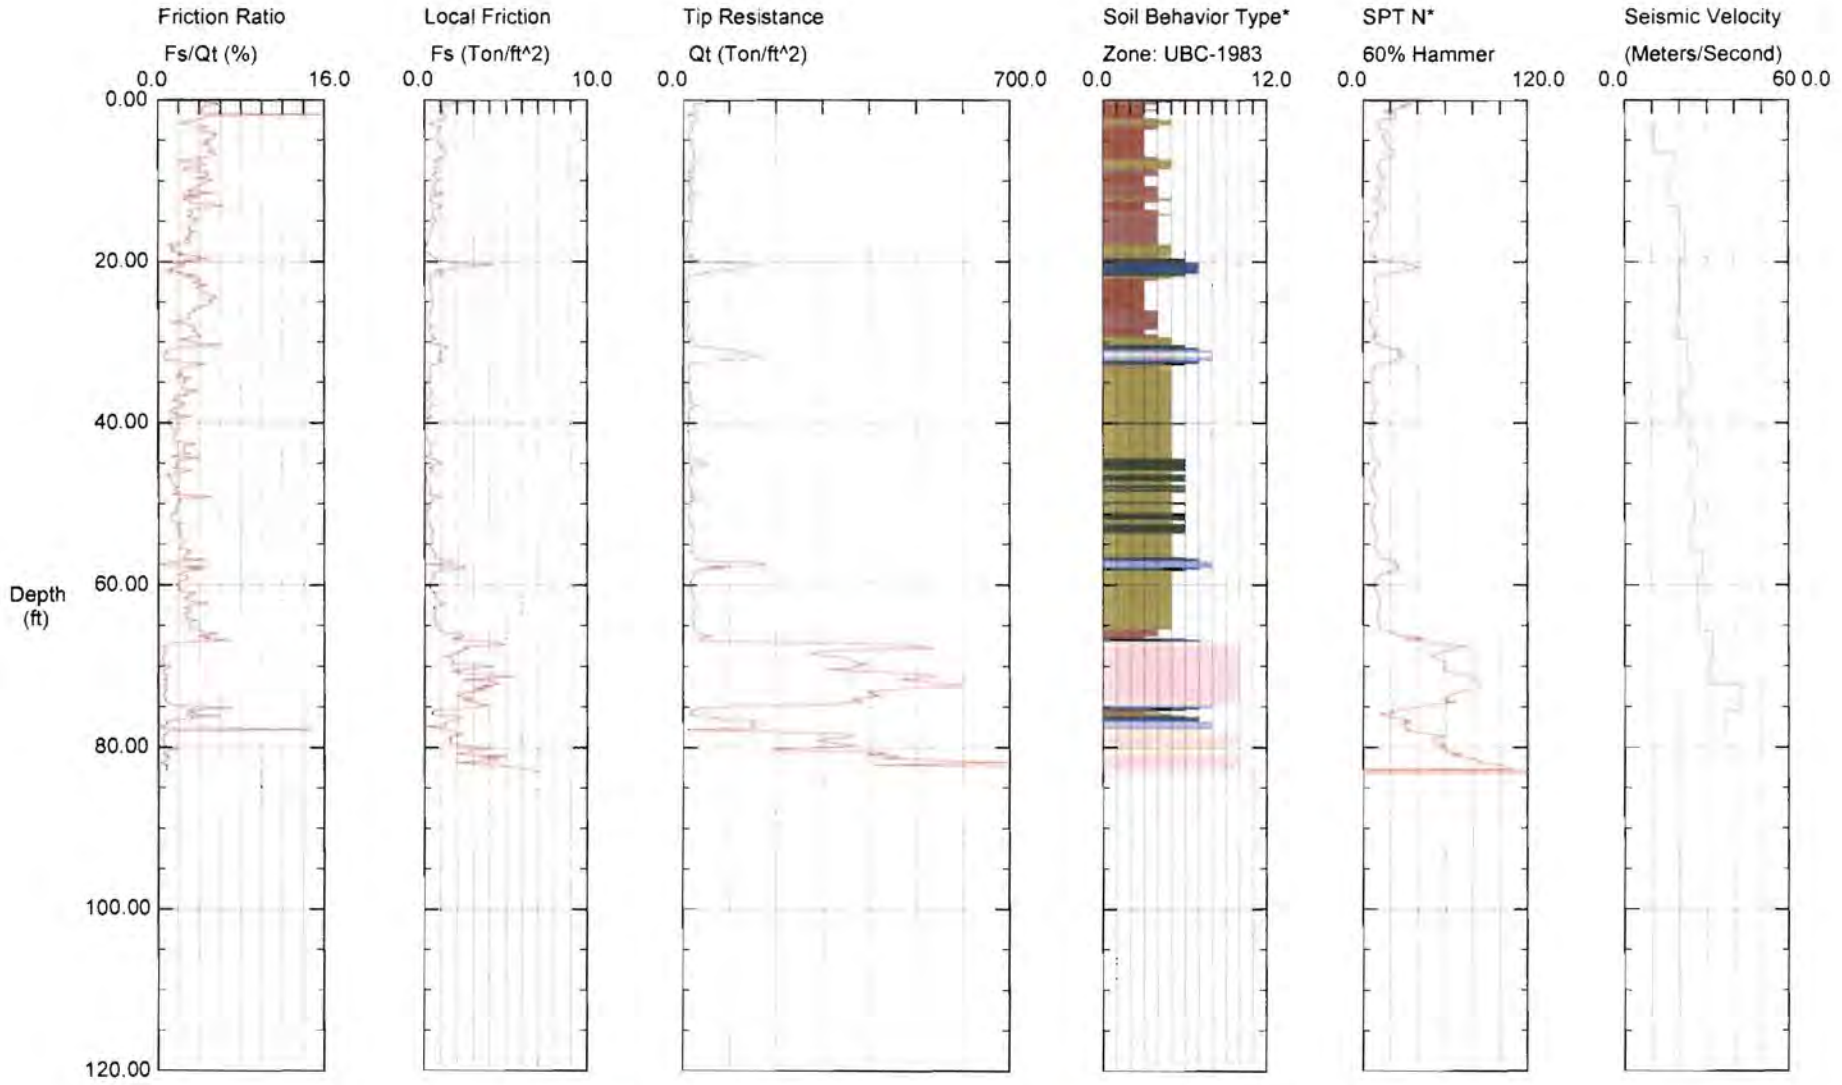 Friction Ratio
Fs/Qt (%)
0.0 16.0
Local Friction
Fs (Ton/ft^2)
0.0 10.0
Tip Resistance
Qt (Ton/ft^2)
0.0 700.0
Soil Behavior Type*
Zone: UBC-1983
0.0 12.0
SPT N*
60% Hammer
0.0 120.0
Seismic Velocity
(Meters/Second)
0.0 600.0
0.00
20.00
40.00
60.00
80.00
100.00
120.00
Depth
(ft)